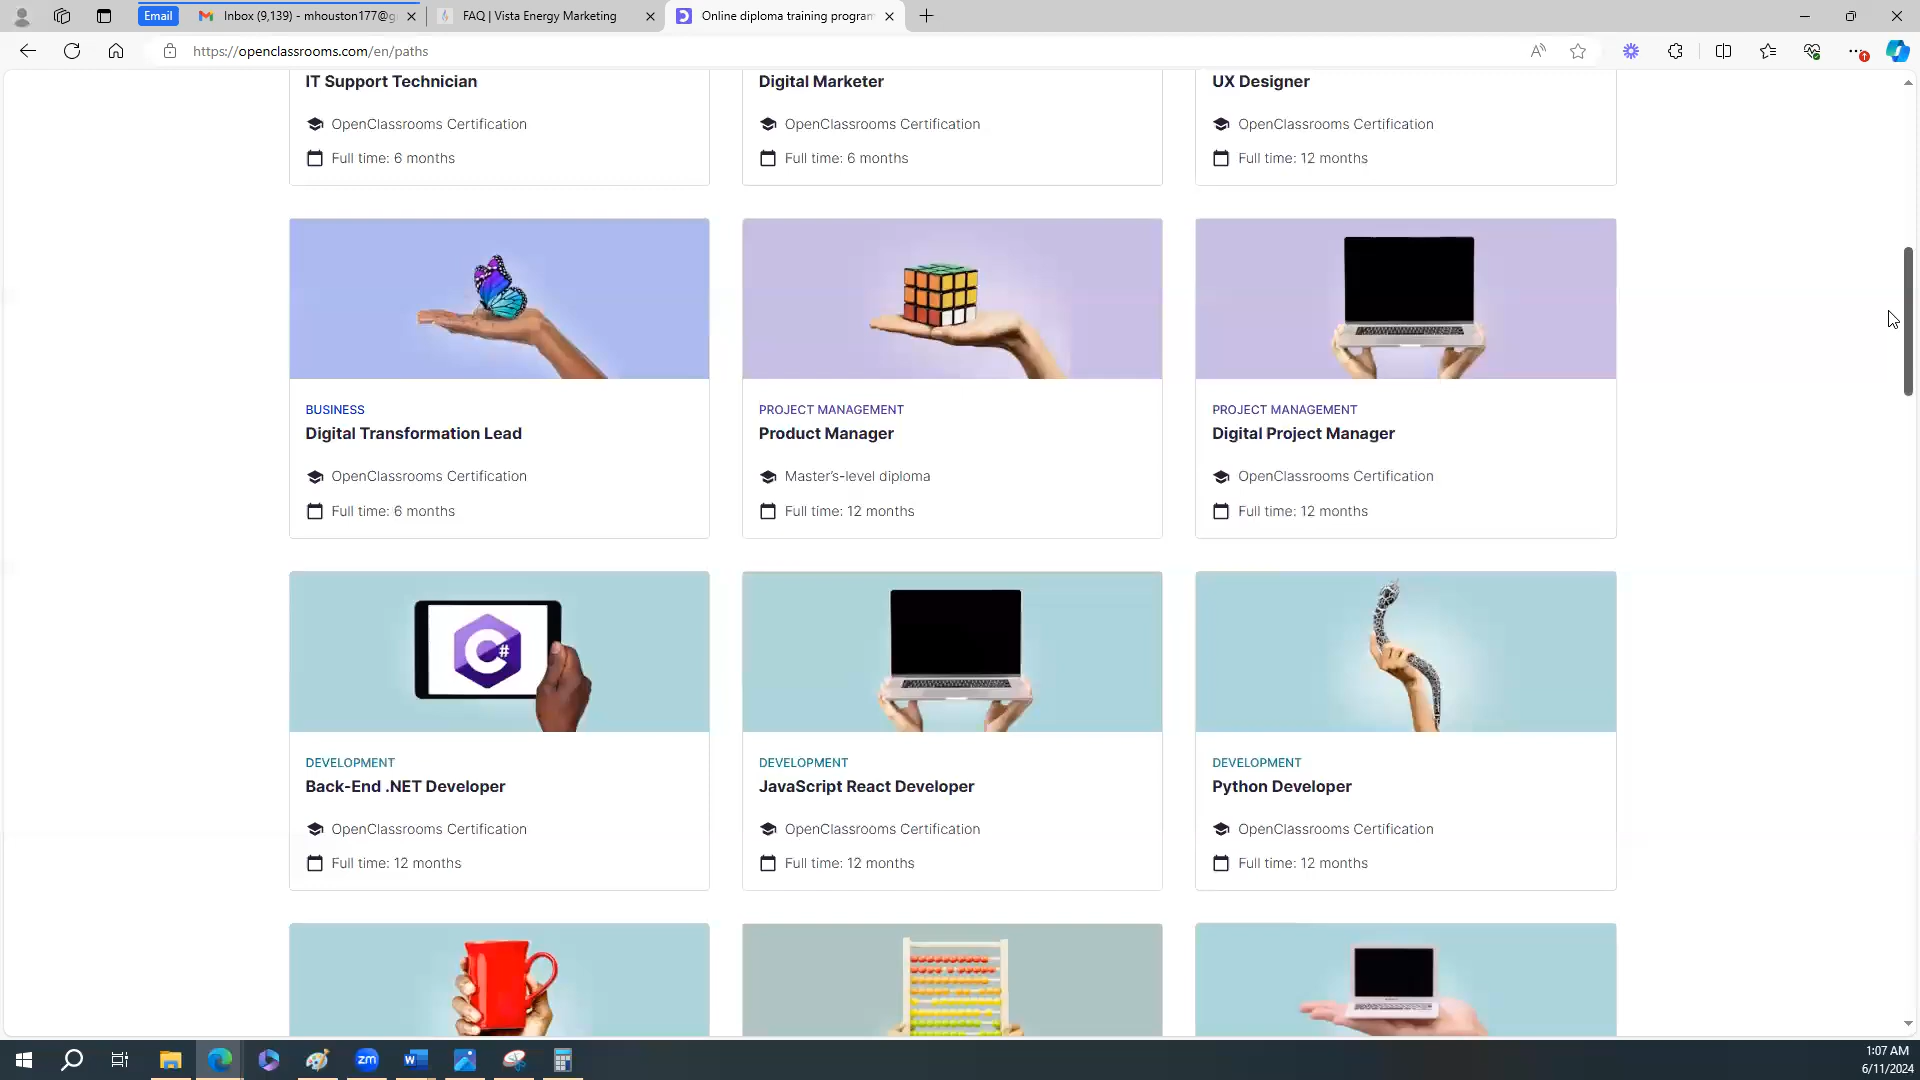 Email
Inbox (9,139) - mhouston177@g
FAQ | Vista Energy Marketing
Online diploma training program
https://openclassrooms.com/en/paths
IT Support Technician
OpenClassrooms Certification
Full time: 6 months
Digital Marketer
OpenClassrooms Certification
Full time: 6 months
UX Designer
OpenClassrooms Certification
Full time: 12 months
BUSINESS
Digital Transformation Lead
OpenClassrooms Certification
Full time: 6 months
PROJECT MANAGEMENT
Product Manager
Master's-level diploma
Full time: 12 months
PROJECT MANAGEMENT
Digital Project Manager
OpenClassrooms Certification
Full time: 12 months
C#
DEVELOPMENT
Back-End .NET Developer
OpenClassrooms Certification
Full time: 12 months
DEVELOPMENT
JavaScript React Developer
OpenClassrooms Certification
Full time: 12 months
DEVELOPMENT
Python Developer
OpenClassrooms Certification
Full time: 12 months
zm
1:07 AM
6/11/2024